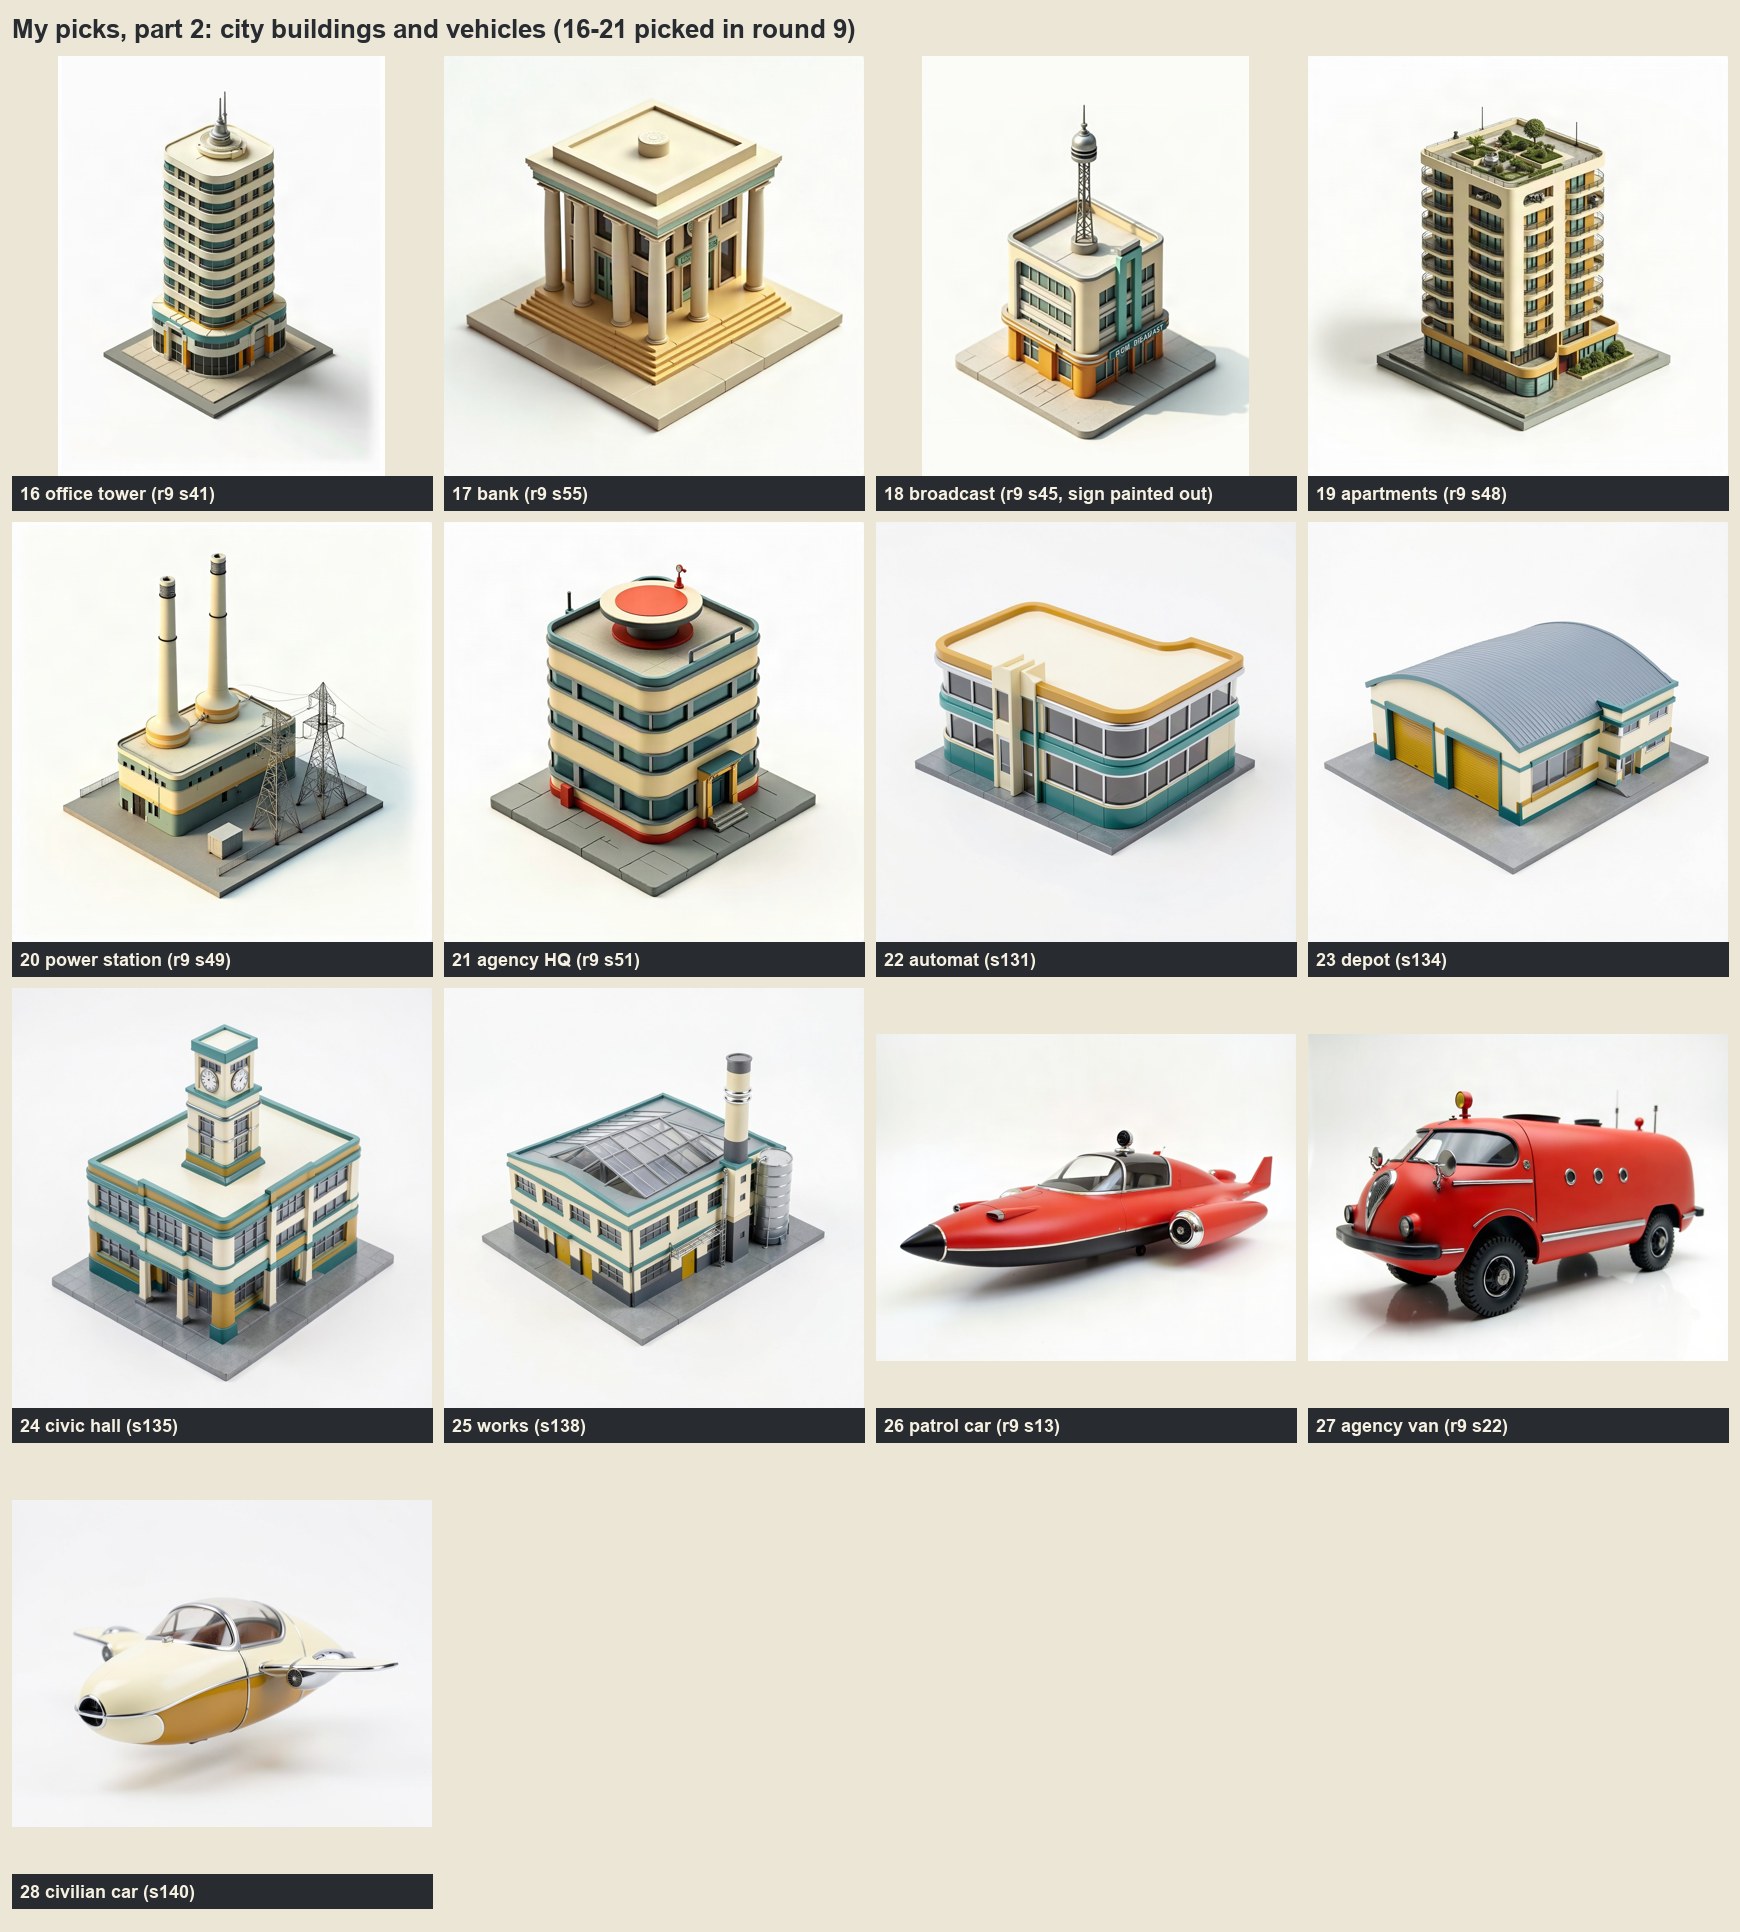 My picks, part 2: city buildings and vehicles (16-21 picked in round 9)
16 office tower (r9 s41)
17 bank (r9 s55)
18 broadcast (r9 s45, sign painted out)
19 apartments (r9 s48)
20 power station (r9 s49)
21 agency HQ (r9 s51)
22 automat (s131)
23 depot (s134)
24 civic hall (s135)
25 works (s138)
26 patrol car (r9 s13)
27 agency van (r9 s22)
28 civilian car (s140)